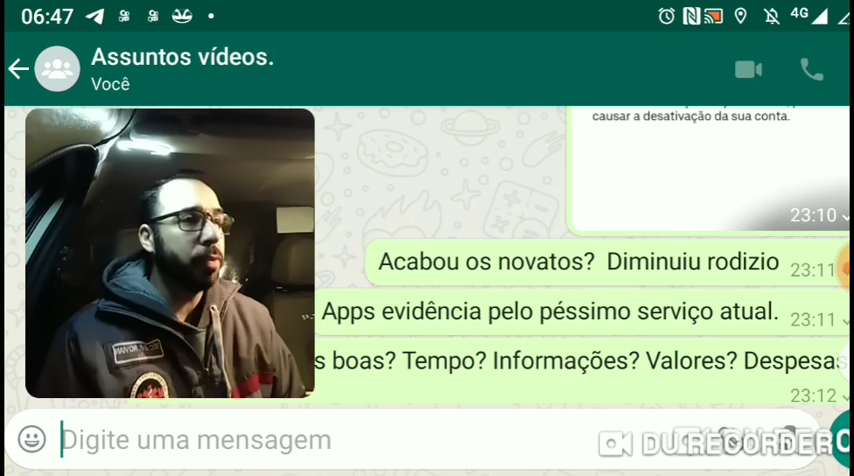 06:47
4G
Assuntos vídeos.
Você
causar a desativação da sua conta.
23:10
Acabou os novatos? Diminuiu rodizio
23:11
Apps evidência pelo péssimo serviço atual.
23:11
s boas? Tempo? Informações? Valores? Despesas
23:12
Digite uma mensagem
DU RECORDER